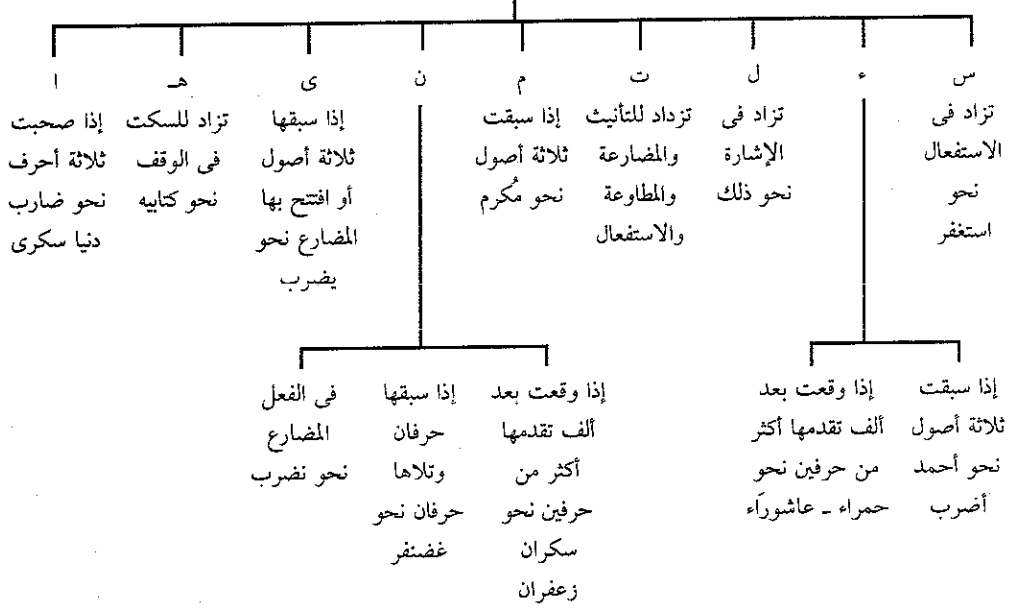 س
تزاد فى
الاستفعال
نحو
استغفر
ء
إذا سبقت
ثلاثة أصول
نحو أحمد
أضرب
إذا وقعت بعد
ألف تقدمها أكثر
من حرفين نحو
حمراء ـ عاشورَاء
ل
تزاد فى
الإشارة
نحو ذلك
ت
تزداد للتأنيث
والمضارعة
والمطاوعة
والاستفعال
م
إذا سبقت
ثلاثة أصول
نحو مُكرم
ن
إذا وقعت بعد
ألف تقدمها
أكثر من
حرفين نحو
سكران
زعفران
إذا سبقها
حرفان
وتلاها
حرفان نحو
غضنفر
فى الفعل
المضارع
نحو نضرب
ى
إذا سبقها
ثلاثة أصول
أو افتتح بها
المضارع نحو
يضرب
هـ
تزاد للسكت
فى الوقف
نحو كتابيه
ا
إذا صحبت
ثلاثة أحرف
نحو ضارب
دنيا سكرى